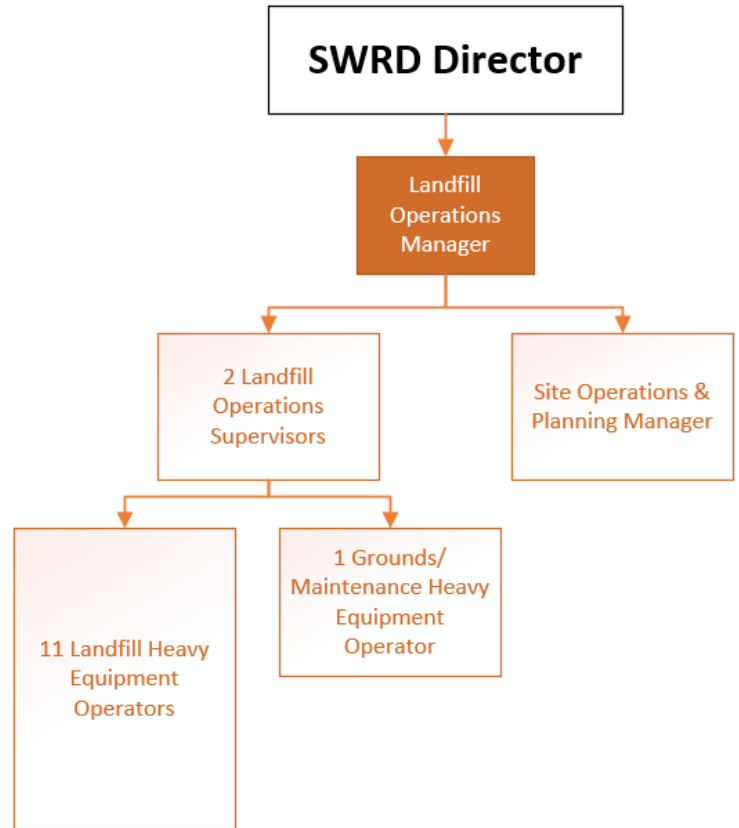 SWRD Director
Landfill
Operations
Manager
2 Landfill
Operations
Supervisors
Site Operations &
Planning Manager
11 Landfill Heavy
Equipment
Operators
1 Grounds/
Maintenance Heavy
Equipment
Operator